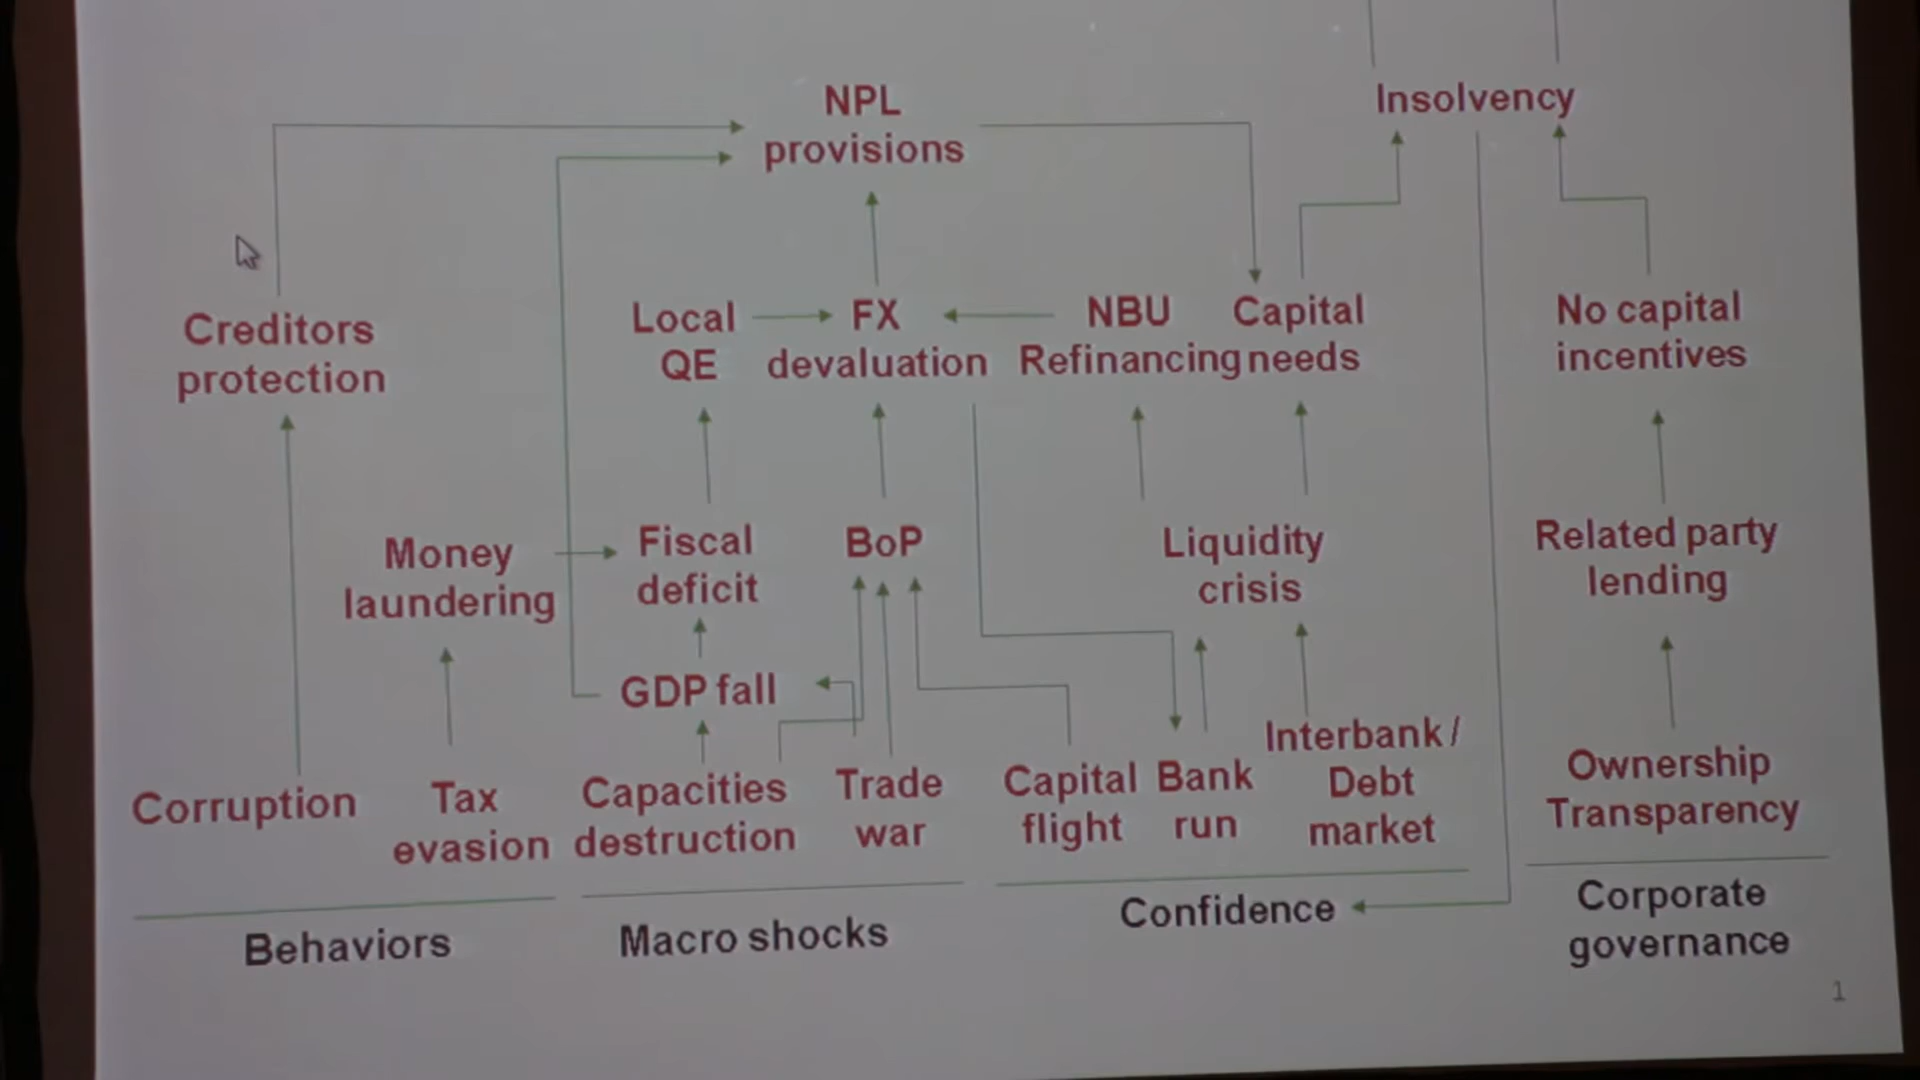 NPL
provisions
Insolvency
Creditors
protection
Local
QE
FX
devaluation
NBU
Refinancing
Capital
needs
No capital
incentives
Money
laundering
Fiscal
deficit
BoP
Liquidity
crisis
Related party
lending
GDP fall
Corruption
Tax
evasion
Capacities
destruction
Trade
war
Capital
flight
Bank
run
Interbank /
Debt
market
Ownership
Transparency
Behaviors
Macro shocks
Confidence
Corporate
governance
1